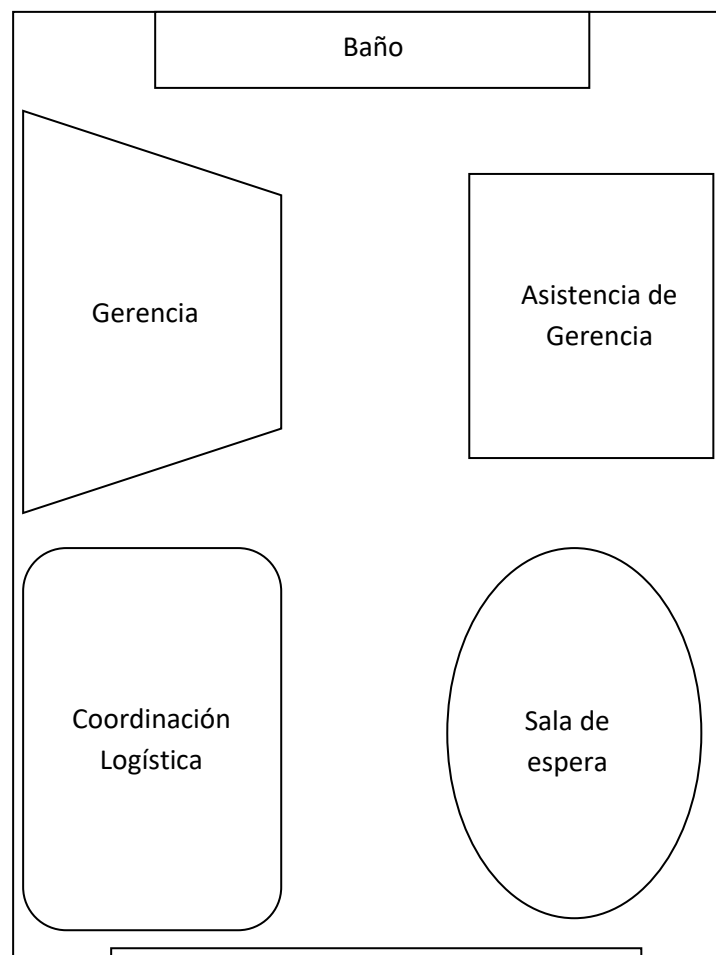 Baño
Gerencia
Asistencia de
Gerencia
Coordinación
Logística
Sala de
espera